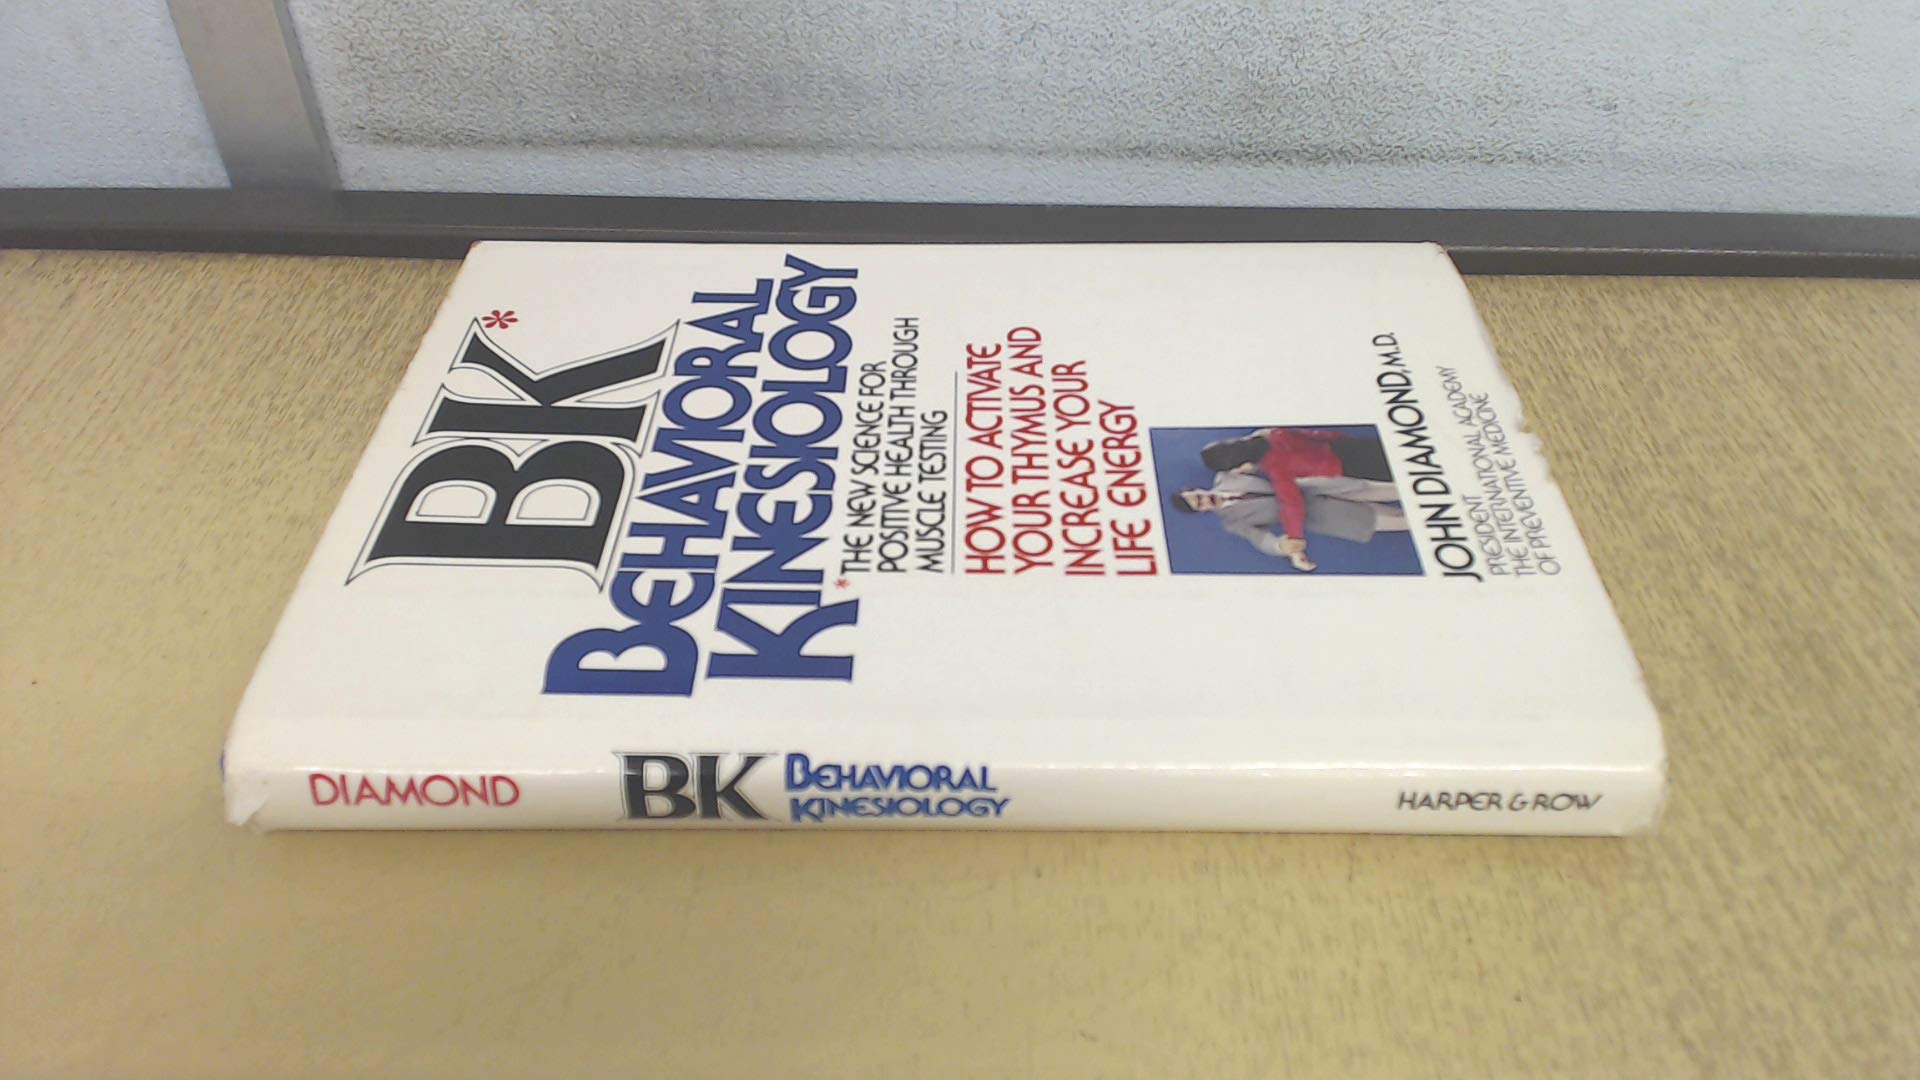 BK*
BEHAVIORAL
KINESIOLOGY
*THE NEW SCIENCE FOR
POSITIVE HEALTH THROUGH
MUSCLE TESTING
HOW TO ACTIVATE
YOUR THYMUS AND
INCREASE YOUR
LIFE ENERGY
JOHN DIAMOND, M.D.
PRESIDENT
THE INTERNATIONAL ACADEMY
OF PREVENTIVE MEDICINE
DIAMOND
BK
BEHAVIORAL
KINESIOLOGY
HARPER & ROW